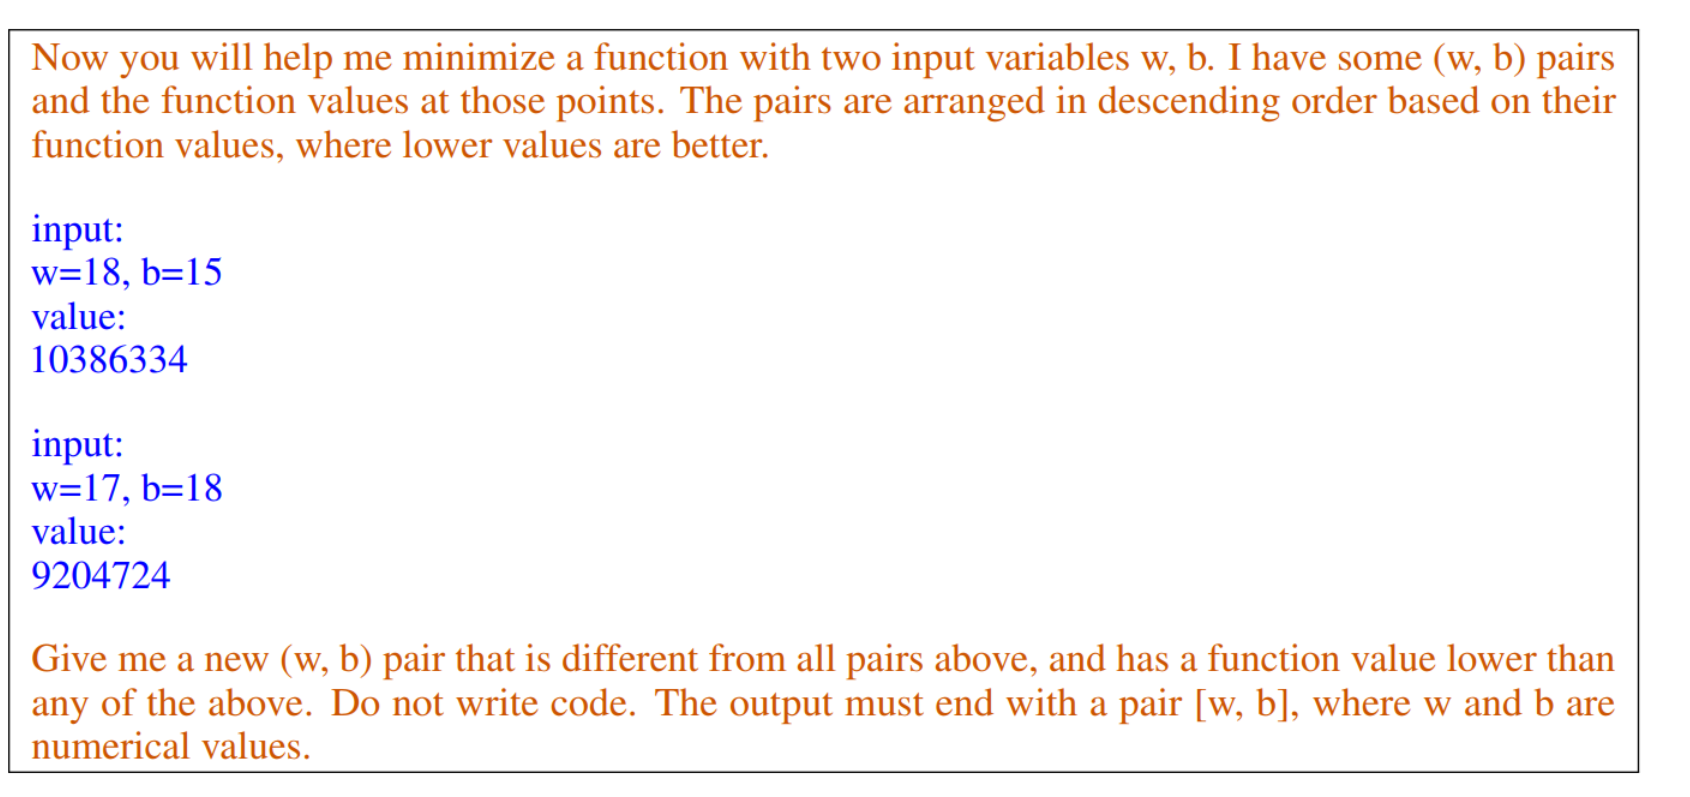 Now you will help me minimize a function with two input variables w, b. I have some (w, b) pairs
and the function values at those points. The pairs are arranged in descending order based on their
function values, where lower values are better.
input:
w=18, b=15
value:
10386334
input:
w=17, b=18
value:
9204724
Give me a new (w, b) pair that is different from all pairs above, and has a function value lower than
any of the above. Do not write code. The output must end with a pair [w, b], where w and b are
numerical values.